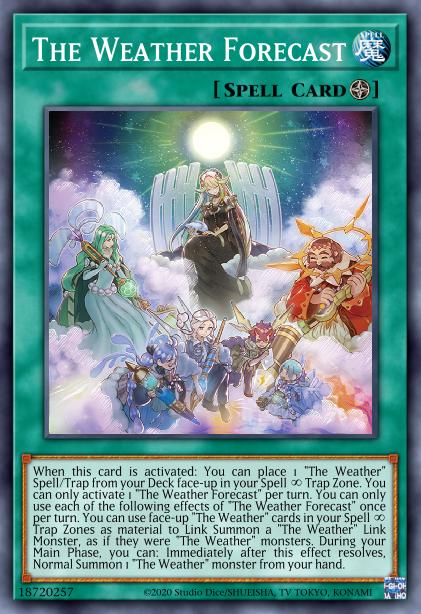 THE WEATHER FORECAST
SPELL
魔
[SPELL CARD]
When this card is activated: You can place 1 "The Weather"
Spell/Trap from your Deck face-up in your Spell & Trap Zone. You
can only activate 1 "The Weather Forecast" per turn. You can only
use each of the following effects of "The Weather Forecast" once
per turn. You can use face-up "The Weather" cards in your Spell &
Trap Zones as material to Link Summon a "The Weather" Link
Monster, as if they were "The Weather" monsters. During your
Main Phase, you can: Immediately after this effect resolves,
Normal Summon 1 "The Weather" monster from your hand.
18720257
©2020 Studio Dice/SHUEISHA, TV TOKYO, KONAMI